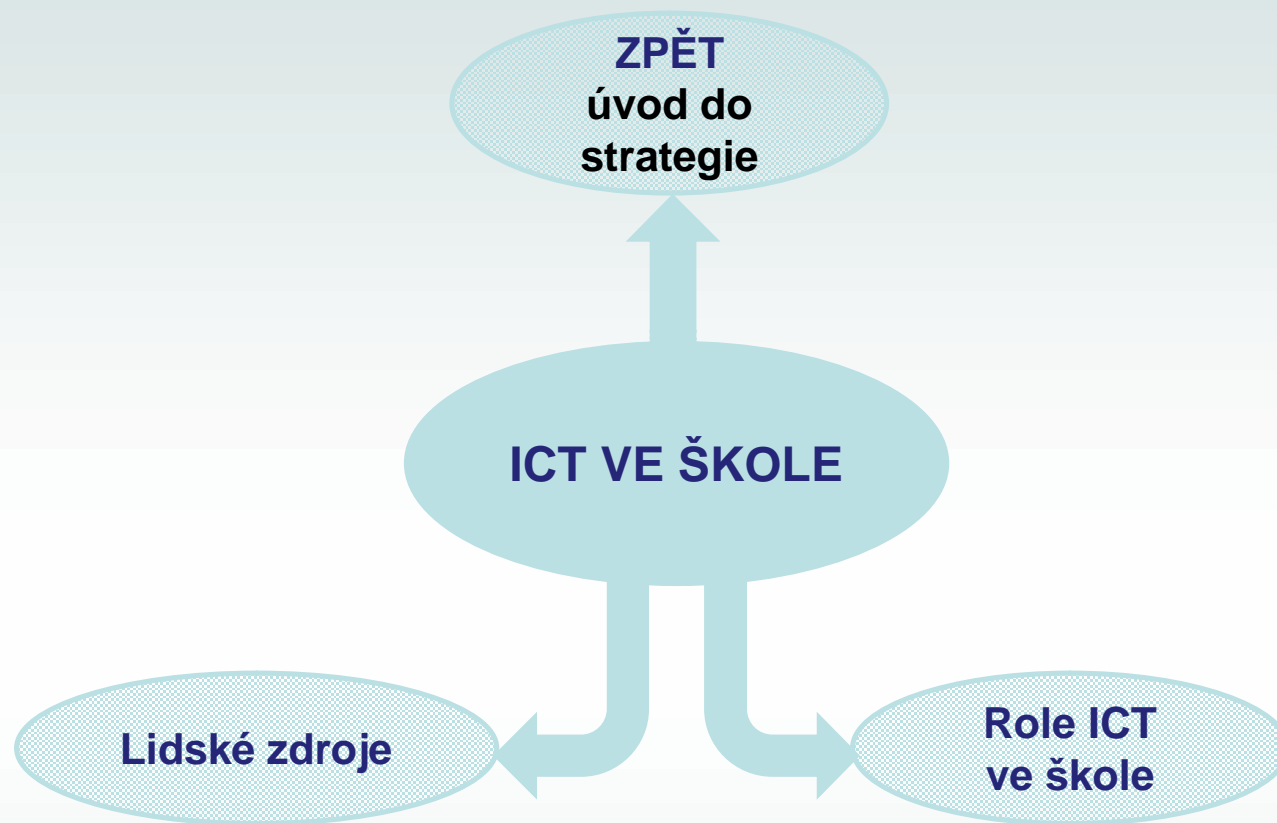 ZPĚT
úvod do
strategie
ICT VE ŠKOLE
Lidské zdroje
Role ICT
ve škole